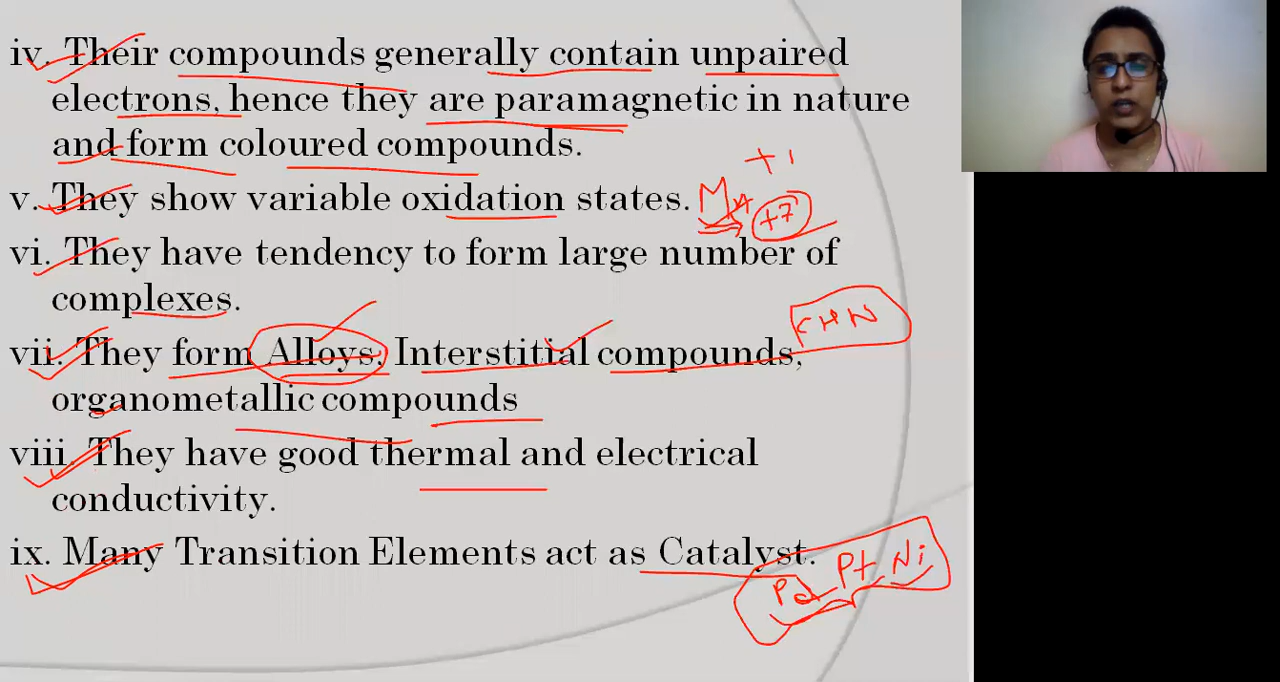 iv. Their compounds generally contain unpaired
electrons, hence they are paramagnetic in nature
and form coloured compounds.
+1
v. They show variable oxidation states. Mn +7
vi. They have tendency to form large number of
complexes.
CHN
vii. They form Alloys, Interstitial compounds,
organometallic compounds
viii. They have good thermal and electrical
conductivity.
ix. Many Transition Elements act as Catalyst.
Pd Pt Ni